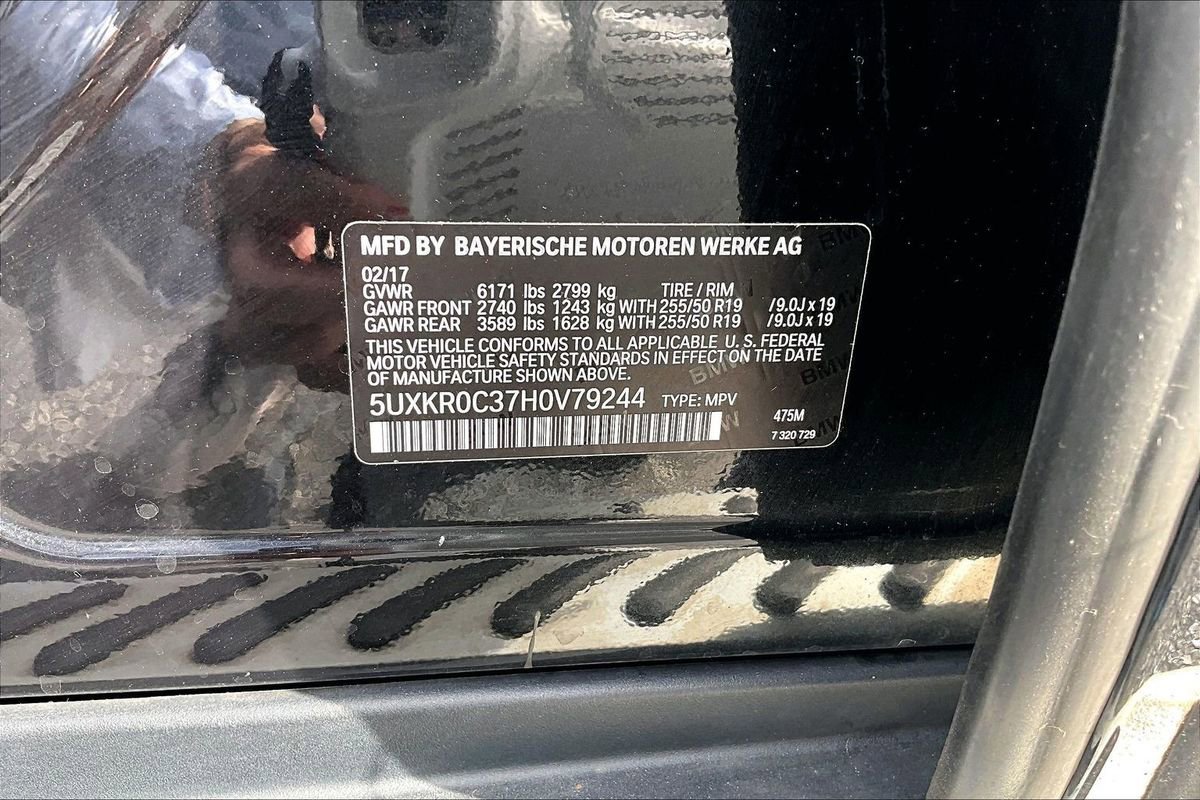 MFD BY BAYERISCHE MOTOREN WERKE AG
02/17
GVWR 6171 lbs 2799 kg TIRE / RIM
GAWR FRONT 2740 lbs 1243 kg WITH 255/50 R19 /9.0J x 19
GAWR REAR 3589 lbs 1628 kg WITH 255/50 R19 /9.0J x 19
THIS VEHICLE CONFORMS TO ALL APPLICABLE U. S. FEDERAL
MOTOR VEHICLE SAFETY STANDARDS IN EFFECT ON THE DATE
OF MANUFACTURE SHOWN ABOVE.
5UXKR0C37H0V79244 TYPE: MPV
475M
7 320 729
BMW
BMW